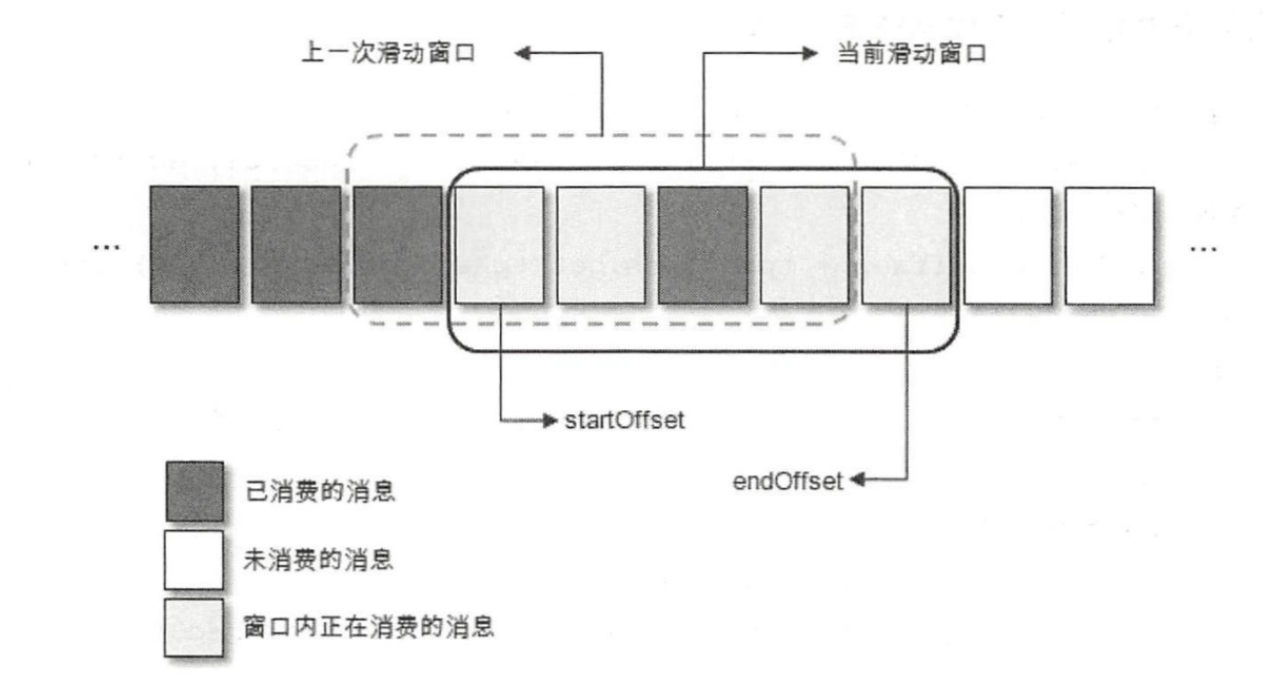 上一次滑动窗口
当前滑动窗口
...
...
startOffset
endOffset
已消费的消息
未消费的消息
窗口内正在消费的消息